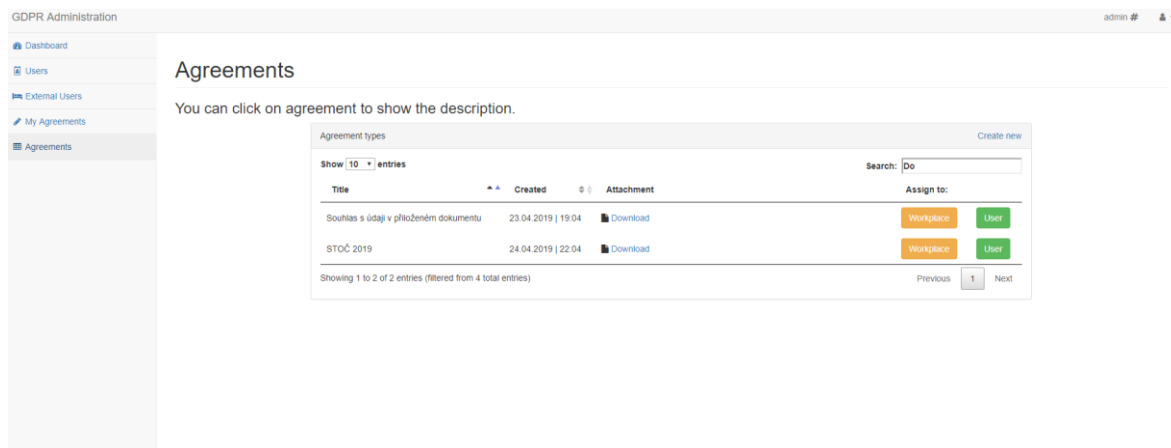 GDPR Administration admin #
Dashboard
Users
External Users
My Agreements
Agreements
Agreements
You can click on agreement to show the description.
Agreement types Create new
Show 10 entries Search: Do
Title Created Attachment Assign to:
Souhlas s údaji v přiloženém dokumentu 23.04.2019 | 19:04 Download Workplace User
STOČ 2019 24.04.2019 | 22:04 Download Workplace User
Showing 1 to 2 of 2 entries (filtered from 4 total entries) Previous 1 Next